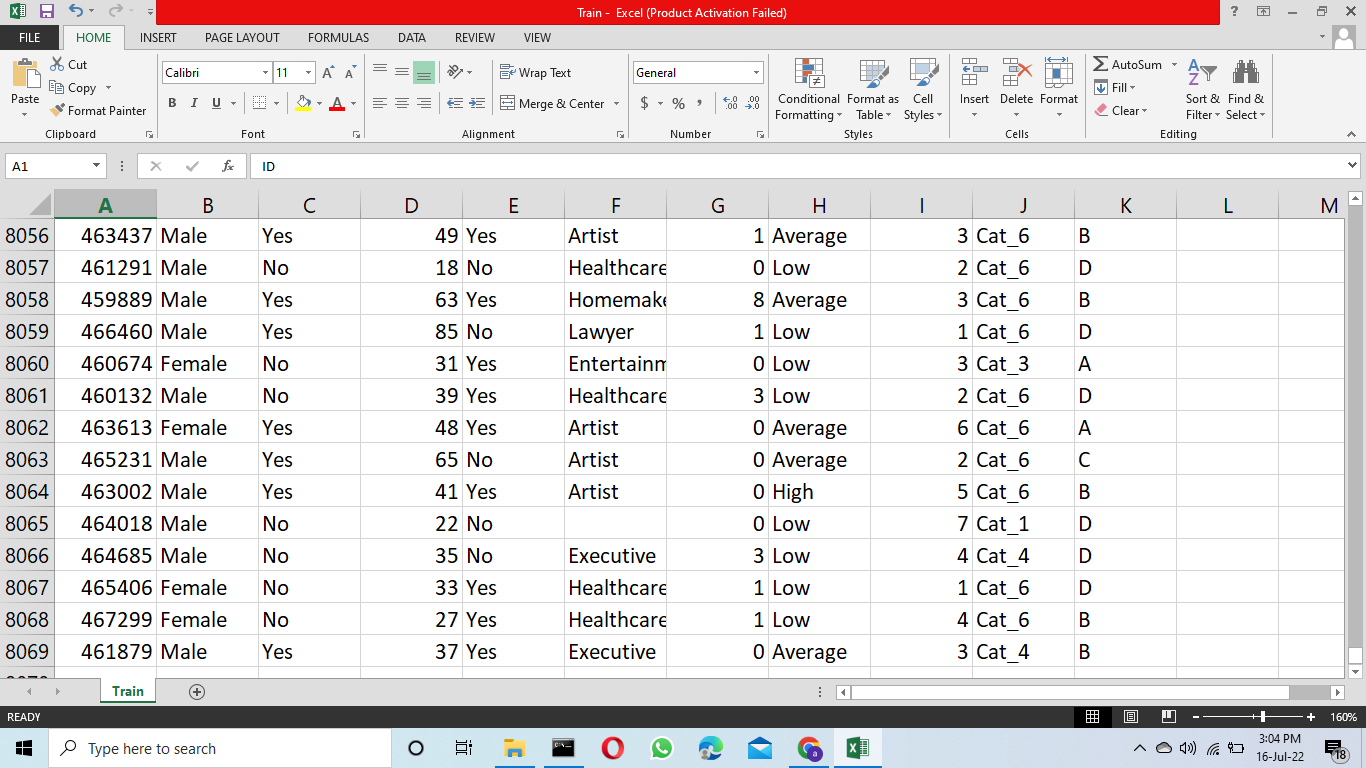 Train - Excel (Product Activation Failed)
FILE HOME INSERT PAGE LAYOUT FORMULAS DATA REVIEW VIEW
Paste
Cut
Copy
Format Painter
Clipboard
Calibri 11
B I U
Font
Wrap Text
Merge & Center
Alignment
General
$ % ,
Number
Conditional Formatting
Format as Table
Cell Styles
Styles
Insert Delete Format
Cells
AutoSum
Fill
Clear
Sort & Filter
Find & Select
Editing
A1 fx ID
A B C D E F G H I J K L M
8056 463437 Male Yes 49 Yes Artist 1 Average 3 Cat_6 B
8057 461291 Male No 18 No Healthcare 0 Low 2 Cat_6 D
8058 459889 Male Yes 63 Yes Homemake 8 Average 3 Cat_6 B
8059 466460 Male Yes 85 No Lawyer 1 Low 1 Cat_6 D
8060 460674 Female No 31 Yes Entertainm 0 Low 3 Cat_3 A
8061 460132 Male No 39 Yes Healthcare 3 Low 2 Cat_6 D
8062 463613 Female Yes 48 Yes Artist 0 Average 6 Cat_6 A
8063 465231 Male Yes 65 No Artist 0 Average 2 Cat_6 C
8064 463002 Male Yes 41 Yes Artist 0 High 5 Cat_6 B
8065 464018 Male No 22 No 0 Low 7 Cat_1 D
8066 464685 Male No 35 No Executive 3 Low 4 Cat_4 D
8067 465406 Female No 33 Yes Healthcare 1 Low 1 Cat_6 D
8068 467299 Female No 27 Yes Healthcare 1 Low 4 Cat_6 B
8069 461879 Male Yes 37 Yes Executive 0 Average 3 Cat_4 B
Train
READY 160%
Type here to search
3:04 PM
16-Jul-22
18